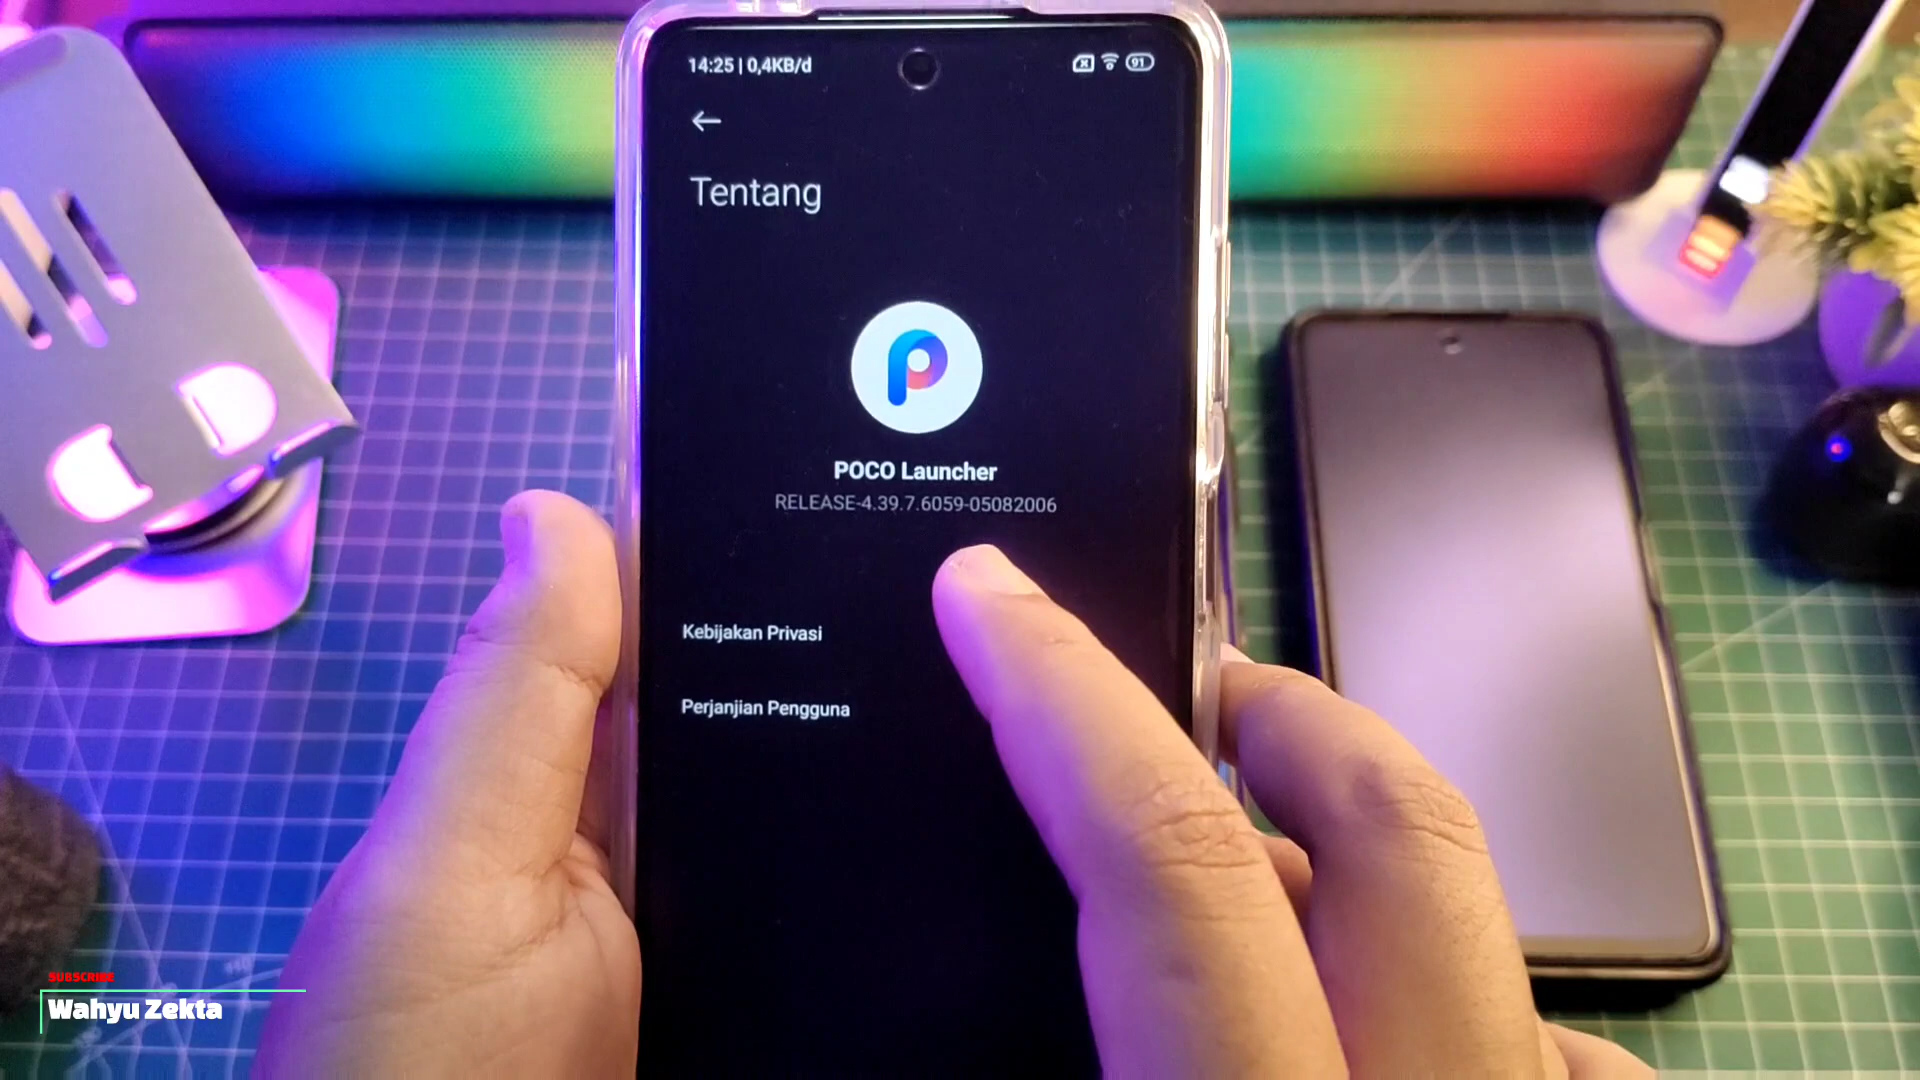 14:25 | 0,4KB/d
91
Tentang
POCO Launcher
RELEASE-4.39.7.6059-05082006
Kebijakan Privasi
Perjanjian Pengguna
SUBSCRIBE
Wahyu Zekta